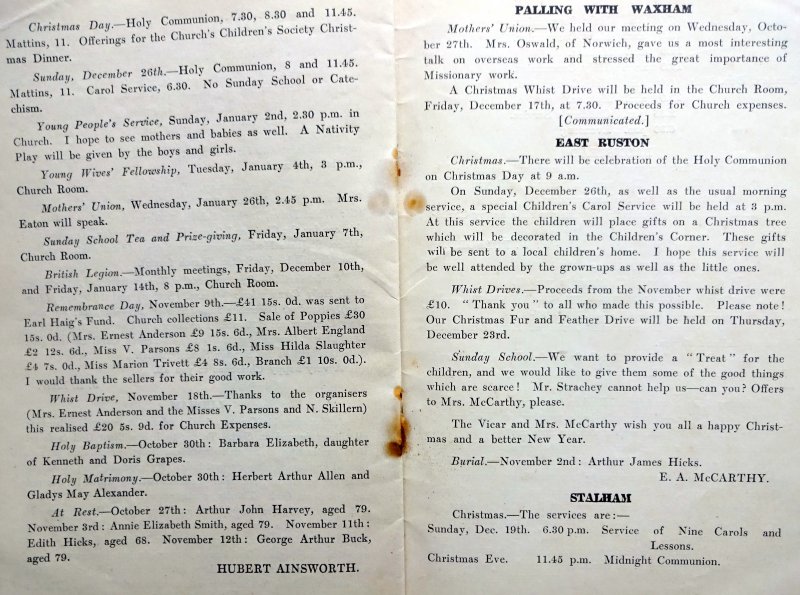 Christmas Day.—Holy Communion, 7.30, 8.30 and 11.45.
Mattins, 11. Offerings for the Church's Children's Society Christ-
mas Dinner.
Sunday, December 26th.—Holy Communion, 8 and 11.45.
Mattins, 11. Carol Service, 6.30. No Sunday School or Cate-
chism.
Young People's Service, Sunday, January 2nd, 2.30 p.m. in
Church. I hope to see mothers and babies as well. A Nativity
Play will be given by the boys and girls.
Young Wives' Fellowship, Tuesday, January 4th, 3 p.m.,
Church Room.
Mothers' Union, Wednesday, January 26th, 2.45 p.m. Mrs.
Eaton will speak.
Sunday School Tea and Prize-giving, Friday, January 7th,
Church Room.
British Legion.—Monthly meetings, Friday, December 10th,
and Friday, January 14th, 8 p.m., Church Room.
Remembrance Day, November 9th.—£41 15s. 0d. was sent to
Earl Haig's Fund. Church collections £11. Sale of Poppies £30
15s. 0d. (Mrs. Ernest Anderson £9 15s. 6d., Mrs. Albert England
£2 12s. 6d., Miss V. Parsons £8 1s. 6d., Miss Hilda Slaughter
£4 7s. 0d., Miss Marion Trivett £4 8s. 6d., Branch £1 10s. 0d.).
I would thank the sellers for their good work.
Whist Drive, November 18th.—Thanks to the organisers
(Mrs. Ernest Anderson and the Misses V. Parsons and N. Skillern)
this realised £20 5s. 9d. for Church Expenses.
Holy Baptism.—October 30th: Barbara Elizabeth, daughter
of Kenneth and Doris Grapes.
Holy Matrimony.—October 30th: Herbert Arthur Allen and
Gladys May Alexander.
At Rest.—October 27th: Arthur John Harvey, aged 79.
November 3rd: Annie Elizabeth Smith, aged 79. November 11th:
Edith Hicks, aged 68. November 12th: George Arthur Buck,
aged 79.
HUBERT AINSWORTH.
PALLING WITH WAXHAM
Mothers' Union.—We held our meeting on Wednesday, Octo-
ber 27th. Mrs. Oswald, of Norwich, gave us a most interesting
talk on overseas work and stressed the great importance of
Missionary work.
A Christmas Whist Drive will be held in the Church Room,
Friday, December 17th, at 7.30. Proceeds for Church expenses.
[Communicated.]
EAST RUSTON
Christmas.—There will be celebration of the Holy Communion
on Christmas Day at 9 a.m.
On Sunday, December 26th, as well as the usual morning
service, a special Children's Carol Service will be held at 3 p.m.
At this service the children will place gifts on a Christmas tree
which will be decorated in the Children's Corner. These gifts
will be sent to a local children's home. I hope this service will
be well attended by the grown-ups as well as the little ones.
Whist Drives.—Proceeds from the November whist drive were
£10. "Thank you" to all who made this possible. Please note!
Our Christmas Fur and Feather Drive will be held on Thursday,
December 23rd.
Sunday School.—We want to provide a "Treat" for the
children, and we would like to give them some of the good things
which are scarce! Mr. Strachey cannot help us—can you? Offers
to Mrs. McCarthy, please.
The Vicar and Mrs. McCarthy wish you all a happy Christ-
mas and a better New Year.
Burial.—November 2nd: Arthur James Hicks.
E. A. McCARTHY.
STALHAM
Christmas.—The services are:—
Sunday, Dec. 19th. 6.30 p.m. Service of Nine Carols and
Lessons.
Christmas Eve. 11.45 p.m. Midnight Communion.